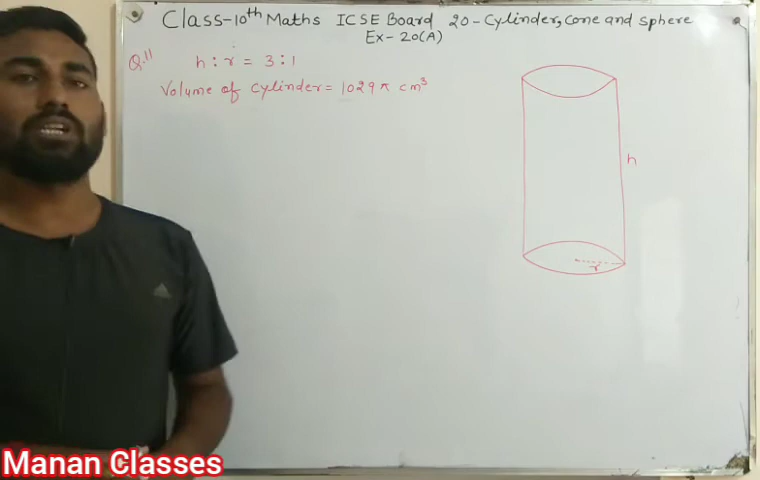 Class-10th Maths ICSE Board 20-Cylinder, Cone and sphere
Ex-20(A)
Q.11
h : r = 3 : 1
Volume of cylinder = 1029 π cm³
h
r
Manan Classes